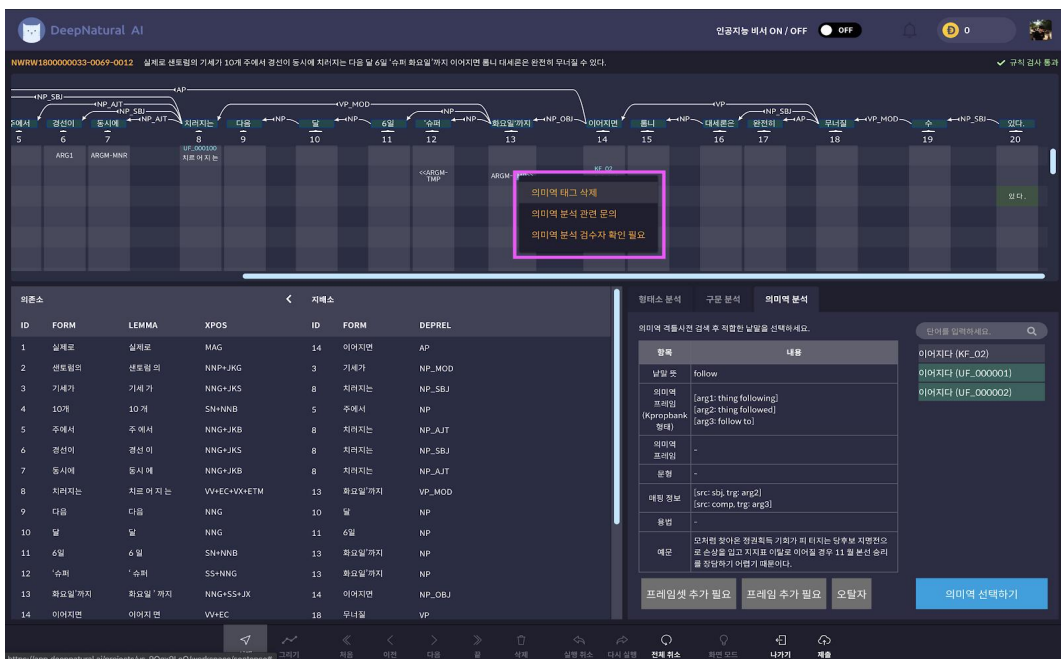 DeepNatural AI
인공지능 비서 ON / OFF
OFF
0
NWRW1800000033-0069-0012 실제로 샌토럼의 기세가 10개 주에서 경선이 동시에 치러지는 다음 달 6일 '슈퍼 화요일'까지 이어지면 롬니 대세론은 완전히 무너질 수 있다.
✓ 규칙 검사 통과
AP
NP_SBJ
NP_AJT
NP_SBJ
NP_AJT
NP
NP
VP_MOD
NP
NP
NP_OBJ
VP
NP
NP_SBJ
AP
VP_MOD
NP_SBJ
주에서 경선이 동시에 치러지는 다음 달 6일 '슈퍼 화요일'까지 이어지면 롬니 대세론은 완전히 무너질 수 있다.
5 6 7 8 9 10 11 12 13 14 15 16 17 18 19 20
ARG1 ARGM-MNR
UF_000100
치르 어 지 는
<<ARGM-
TMP
KF_02
있 다 .
의미역 태그 삭제
의미역 분석 관련 문의
의미역 분석 검수자 확인 필요
의존소 < 지배소
ID FORM LEMMA XPOS ID FORM DEPREL
1 실제로 실제로 MAG 14 이어지면 AP
2 샌토럼의 샌토럼 의 NNP+JKG 3 기세가 NP_MOD
3 기세가 기세 가 NNG+JKS 8 치러지는 NP_SBJ
4 10개 10 개 SN+NNB 5 주에서 NP
5 주에서 주 에서 NNG+JKB 8 치러지는 NP_AJT
6 경선이 경선 이 NNG+JKS 8 치러지는 NP_SBJ
7 동시에 동시 에 NNG+JKB 8 치러지는 NP_AJT
8 치러지는 치르 어 지 는 VV+EC+VX+ETM 13 화요일'까지 VP_MOD
9 다음 다음 NNG 10 달 NP
10 달 달 NNG 11 6일 NP
11 6일 6 일 SN+NNB 13 화요일'까지 NP
12 '슈퍼 ' 슈퍼 SS+NNG 13 화요일'까지 NP
13 화요일'까지 화요일 ' 까지 NNG+SS+JX 14 이어지면 NP_OBJ
14 이어지면 이어지 면 VV+EC 18 무너질 VP
형태소 분석 구문 분석 의미역 분석
의미역 격틀사전 검색 후 적합한 낱말을 선택하세요.
단어를 입력하세요.
항목 내용
낱말 뜻 follow
의미역
프레임
(Kpropbank
형태)
[arg1: thing following]
[arg2: thing followed]
[arg3: follow to]
의미역
프레임
-
문형 -
매핑 정보
[src: sbj, trg: arg2]
[src: comp, trg: arg3]
용법 -
예문
모처럼 찾아온 정권획득 기회가 피 터지는 당후보 지명전으
로 손상을 입고 지지표 이탈로 이어질 경우 11 월 본선 승리
를 장담하기 어렵기 때문이다.
이어지다 (KF_02)
이어지다 (UF_000001)
이어지다 (UF_000002)
프레임셋 추가 필요 프레임 추가 필요 오탈자 의미역 선택하기
그리기 처음 이전 다음 끝 삭제 실행 취소 다시 실행 전체 취소 화면 모드 나가기 제출